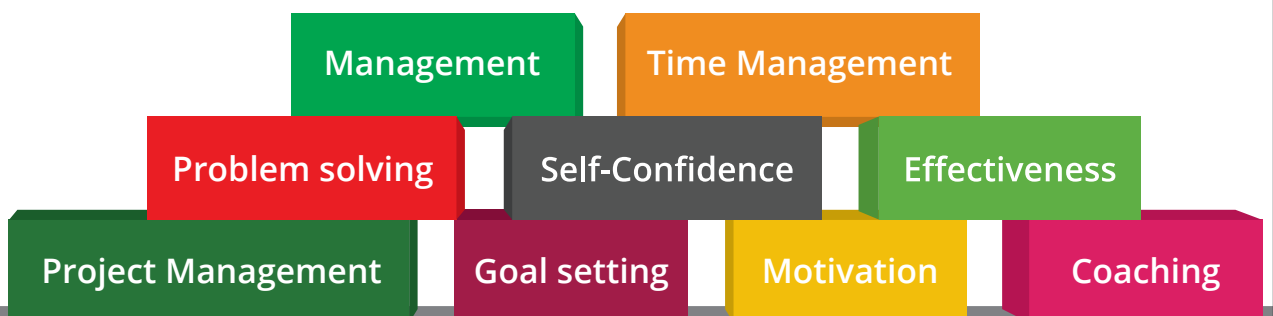 Management
Time Management
Problem solving
Self-Confidence
Effectiveness
Project Management
Goal setting
Motivation
Coaching